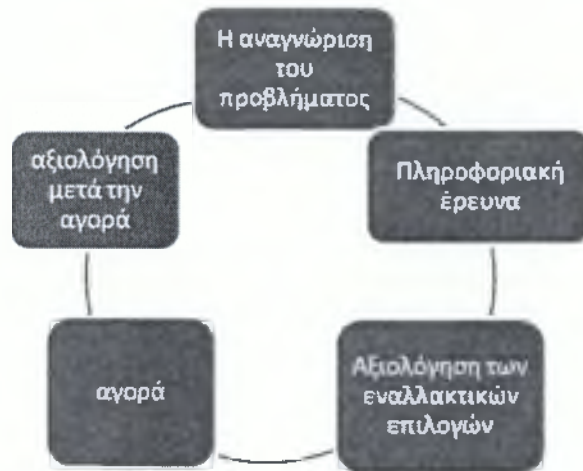 Η αναγνώριση
του
προβλήματος
Πληροφοριακή
έρευνα
Αξιολόγηση των
εναλλακτικών
επιλογών
αγορά
αξιολόγηση
μετά την
αγορά